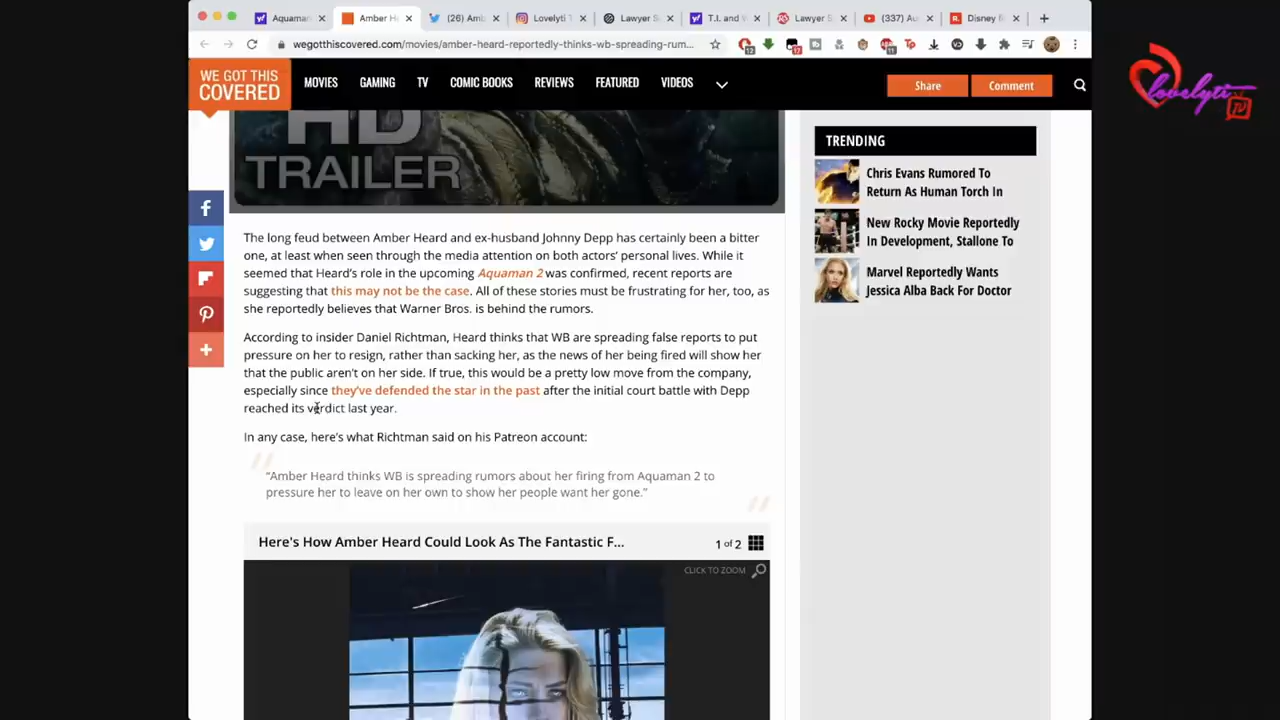 Aquaman
Amber He
(26) Amb
Lovelyti T
Lawyer S
T.I. and
Lawyer S
(337) Au
Disney
wegotthiscovered.com/movies/amber-heard-reportedly-thinks-wb-spreading-rum...
WE GOT THIS
COVERED
MOVIES
GAMING
TV
COMIC BOOKS
REVIEWS
FEATURED
VIDEOS
Share
Comment
lovelyti
TV
HD
TRAILER
The long feud between Amber Heard and ex-husband Johnny Depp has certainly been a bitter
one, at least when seen through the media attention on both actors' personal lives. While it
seemed that Heard's role in the upcoming Aquaman 2 was confirmed, recent reports are
suggesting that this may not be the case. All of these stories must be frustrating for her, too, as
she reportedly believes that Warner Bros. is behind the rumors.
According to insider Daniel Richtman, Heard thinks that WB are spreading false reports to put
pressure on her to resign, rather than sacking her, as the news of her being fired will show her
that the public aren't on her side. If true, this would be a pretty low move from the company,
especially since they've defended the star in the past after the initial court battle with Depp
reached its verdict last year.
In any case, here's what Richtman said on his Patreon account:
"Amber Heard thinks WB is spreading rumors about her firing from Aquaman 2 to
pressure her to leave on her own to show her people want her gone."
Here's How Amber Heard Could Look As The Fantastic F...
1 of 2
CLICK TO ZOOM
TRENDING
Chris Evans Rumored To
Return As Human Torch In
New Rocky Movie Reportedly
In Development, Stallone To
Marvel Reportedly Wants
Jessica Alba Back For Doctor